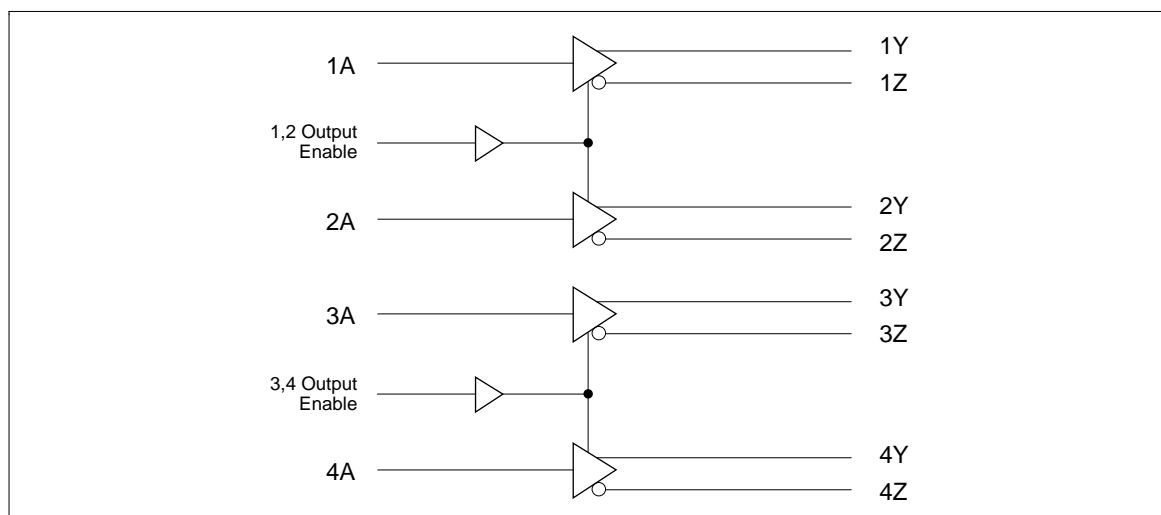 1A
1Y
1Z
1,2 Output
Enable
2A
2Y
2Z
3A
3Y
3Z
3,4 Output
Enable
4A
4Y
4Z